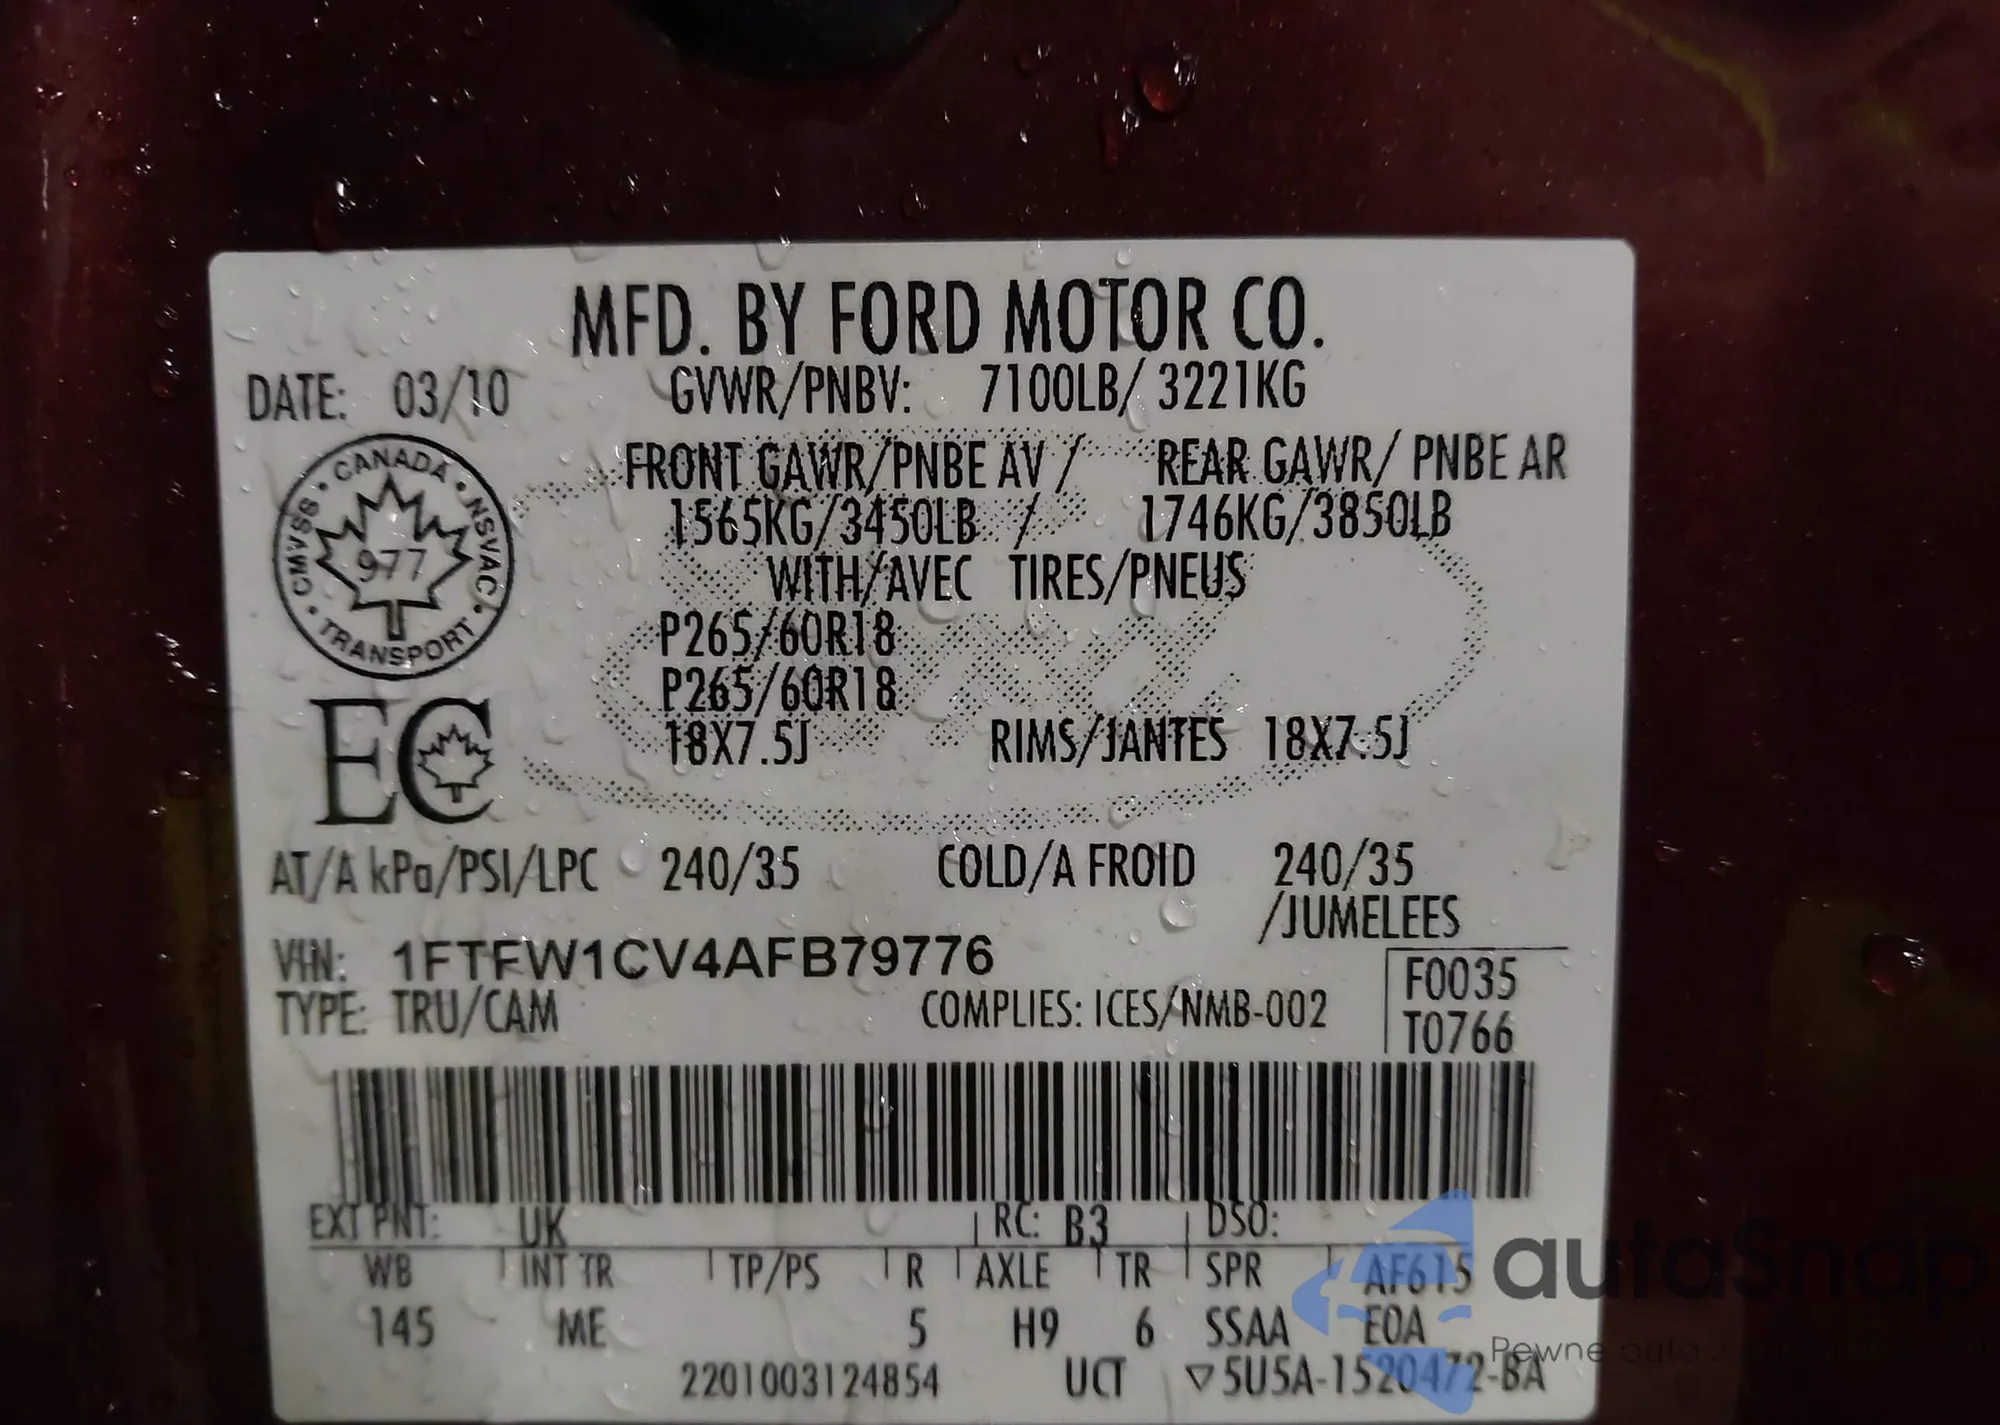 MFD. BY FORD MOTOR CO.
DATE: 03/10 GVWR/PNBV: 7100LB/ 3221KG
FRONT GAWR/PNBE AV / REAR GAWR/ PNBE AR
1565KG/3450LB / 1746KG/3850LB
WITH/AVEC TIRES/PNEUS
CANADA · NSVAC · TRANSPORT · CMVSS
977
P265/60R18
P265/60R18
EC
18X7.5J RIMS/JANTES 18X7.5J
AT/A kPa/PSI/LPC 240/35 COLD/A FROID 240/35
/JUMELEES
VIN: 1FTFW1CV4AFB79776
F0035
TYPE: TRU/CAM COMPLIES: ICES/NMB-002
T0766
EXT PNT: UK RC: B3 DSO:
WB INT TR TP/PS R AXLE TR SPR AF615
145 ME 5 H9 6 SSAA EOA
2201003124854 UCT ▽5U5A-1520472-BA
autaSnap
Pewne auto z